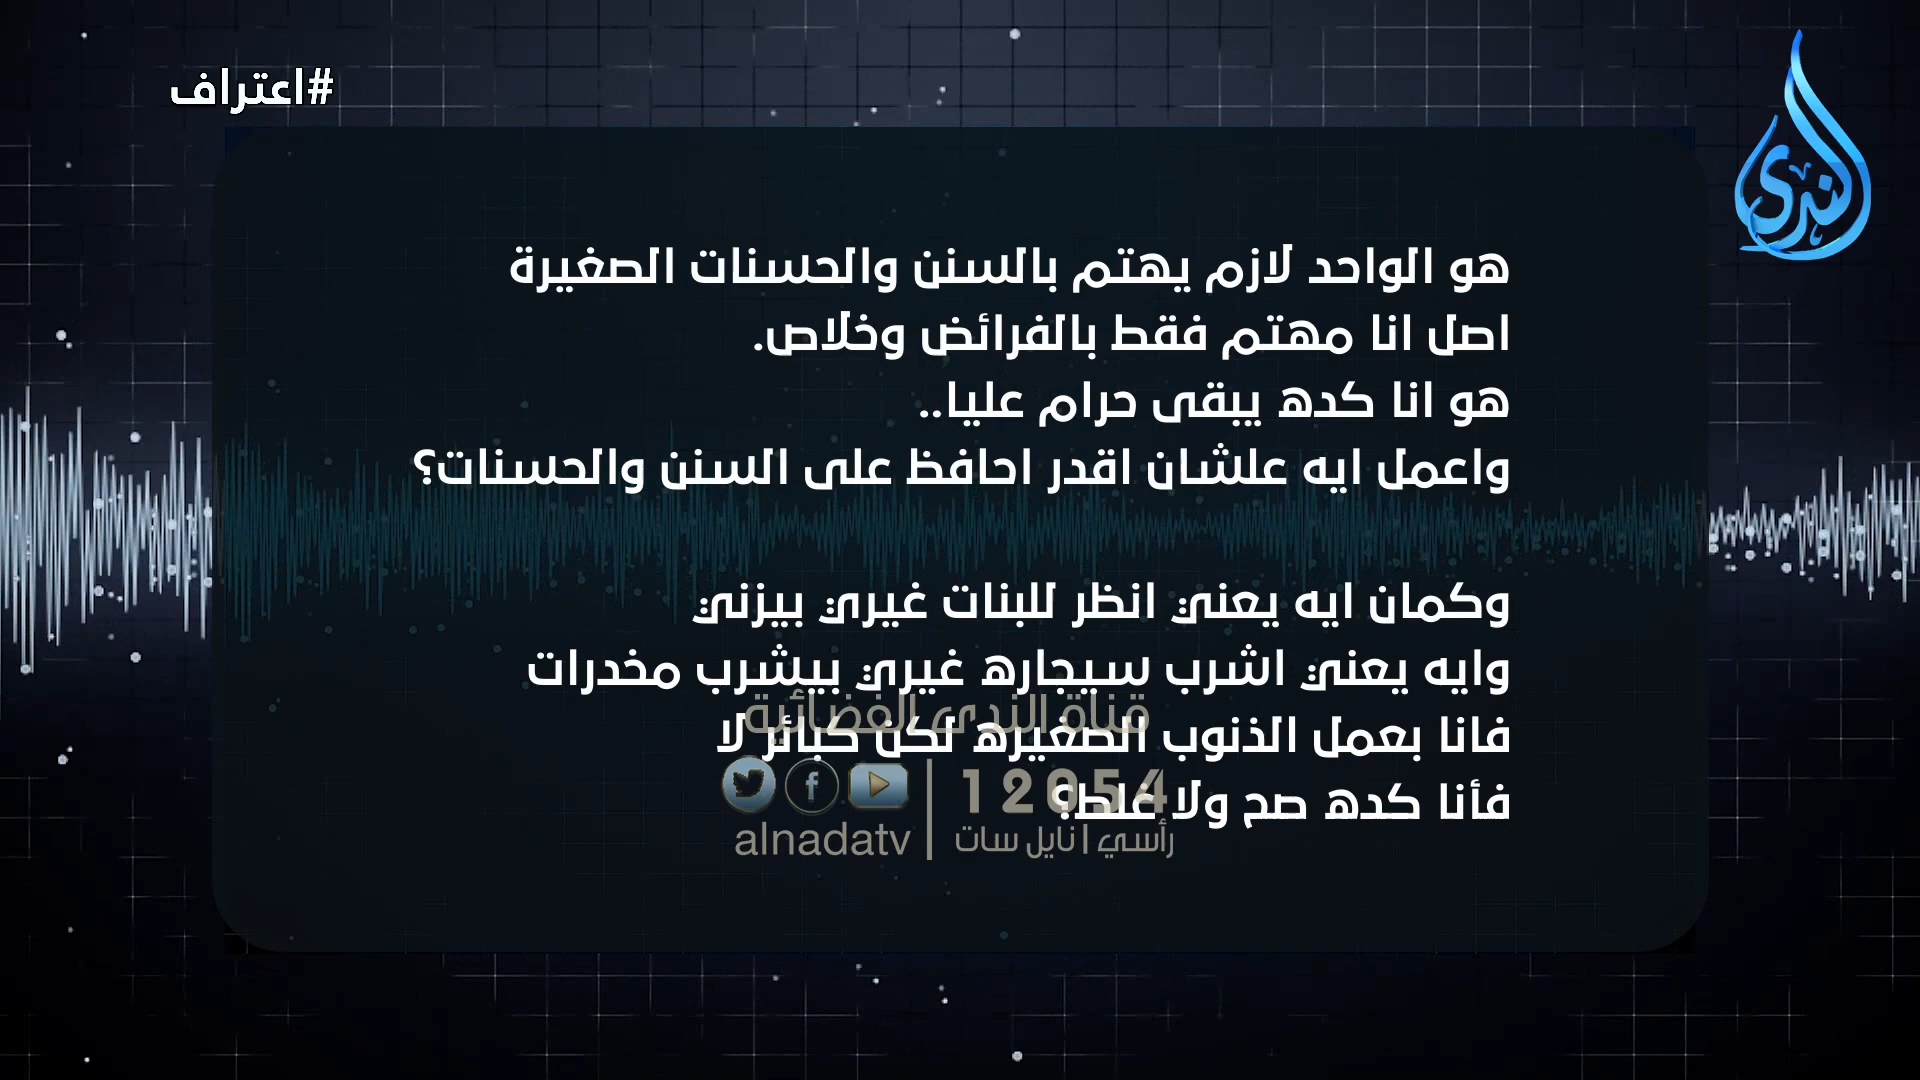 #اعتراف
الندى
هو الواحد لازم يهتم بالسنن والحسنات الصغيرة
اصل انا مهتم فقط بالفرائض وخلاص.
هو انا كده يبقى حرام عليا..
واعمل ايه علشان اقدر احافظ على السنن والحسنات؟
وكمان ايه يعني انظر للبنات غيري بيزني
وايه يعني اشرب سيجاره غيري بيشرب مخدرات
قناة الندى الفضائية
فانا بعمل الذنوب الصغيره لكن كبائر لا
12054
فأنا كده صح ولا غلط؟
رأسي | نايل سات
alnadatv